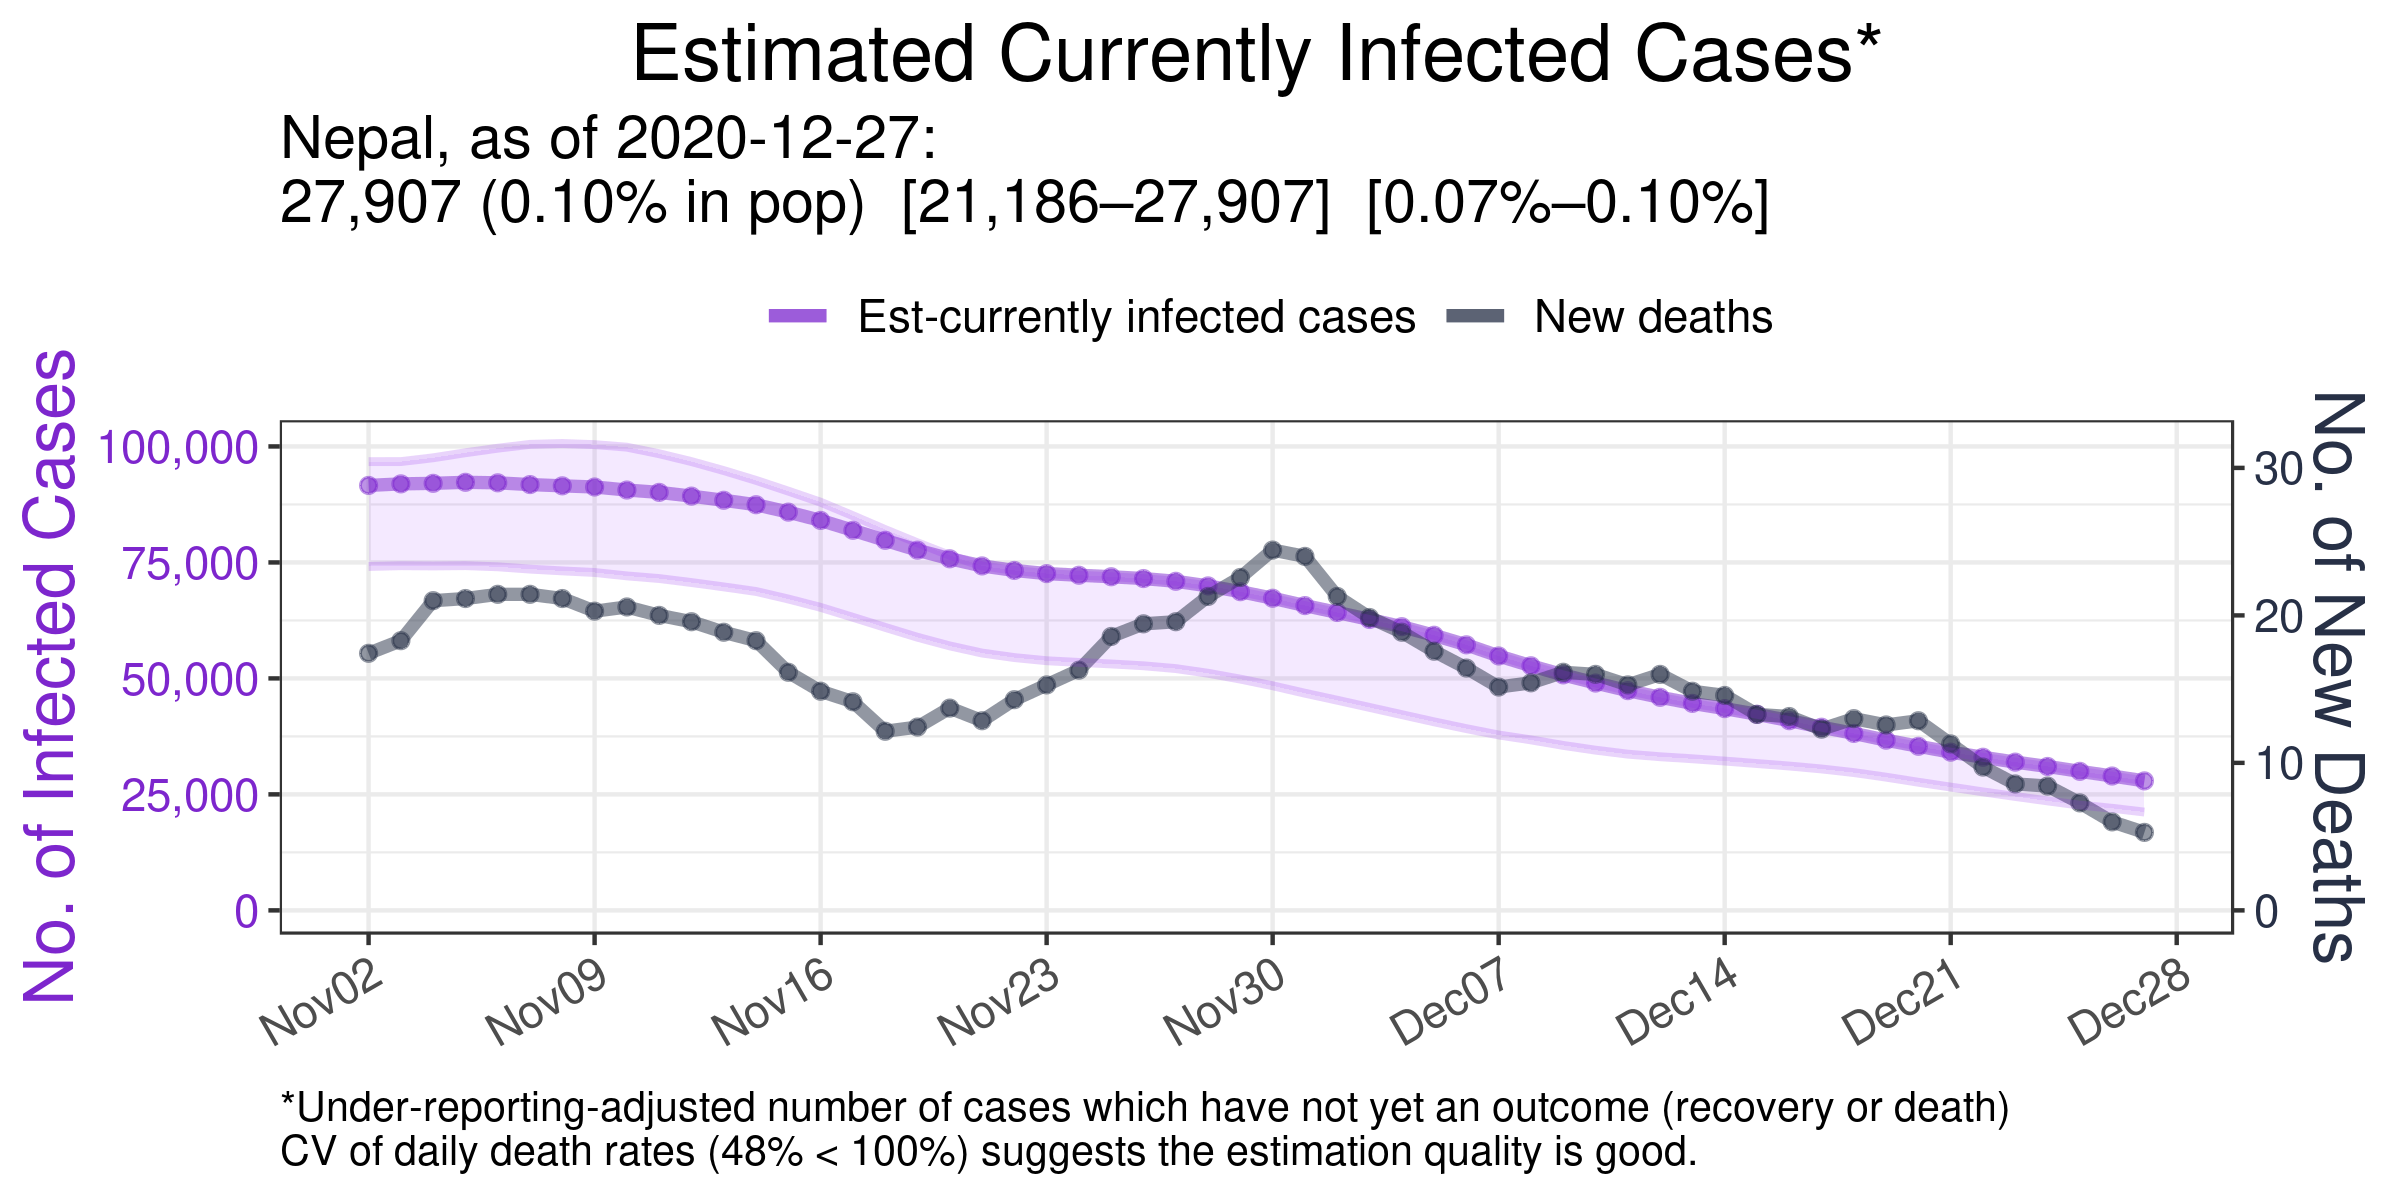 Estimated Currently Infected Cases*
Nepal, as of 2020-12-27:
27,907 (0.10% in pop) [21,186–27,907] [0.07%–0.10%]
Est-currently infected cases New deaths
No. of Infected Cases
100,000
75,000
50,000
25,000
0
30
20
10
0
No. of New Deaths
Nov02 Nov09 Nov16 Nov23 Nov30 Dec07 Dec14 Dec21 Dec28
*Under-reporting-adjusted number of cases which have not yet an outcome (recovery or death)
CV of daily death rates (48% < 100%) suggests the estimation quality is good.